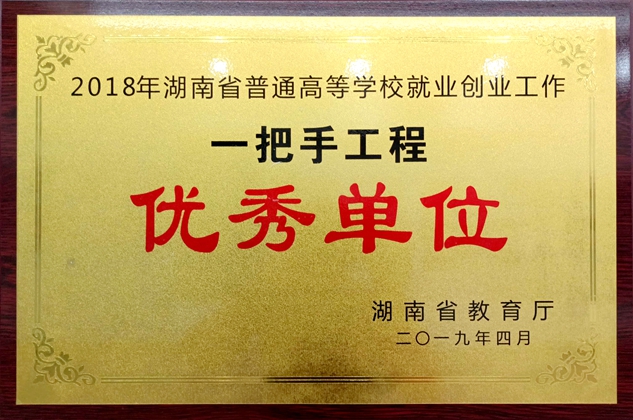 2018年湖南省普通高等学校就业创业工作
一把手工程
优秀单位
湖南省教育厅
二〇一九年四月